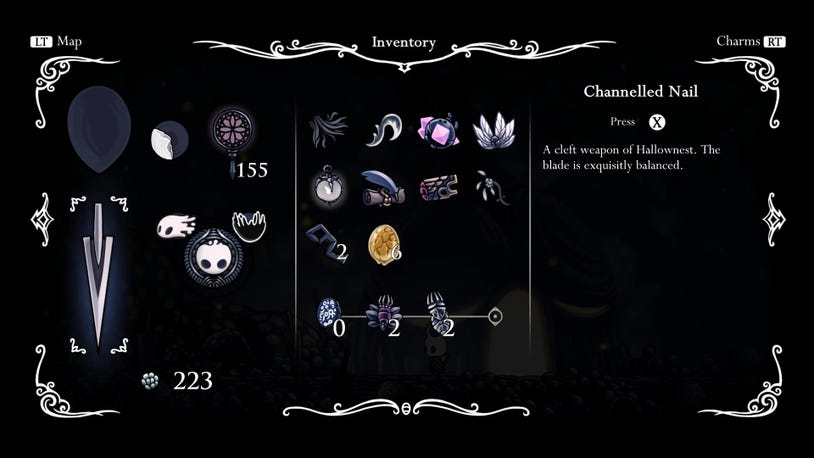 LT Map
Inventory
Charms RT
Channelled Nail
Press X
A cleft weapon of Hallownest. The
blade is exquisitly balanced.
155
2
6
0
2
2
223